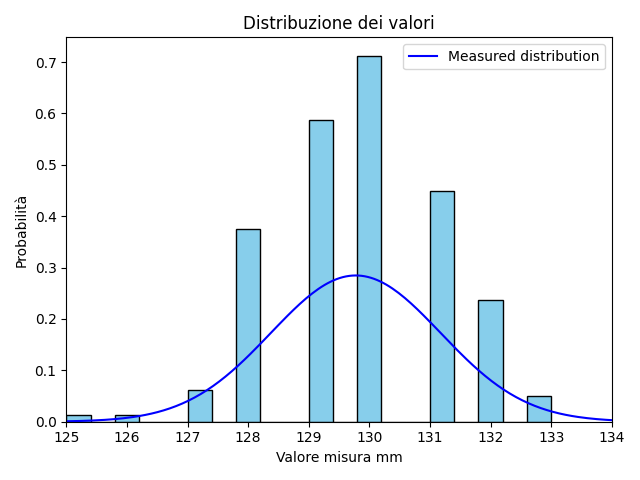 Distribuzione dei valori
Measured distribution
0.7
0.6
0.5
0.4
0.3
0.2
0.1
0.0
Probabilità
125 126 127 128 129 130 131 132 133 134
Valore misura mm